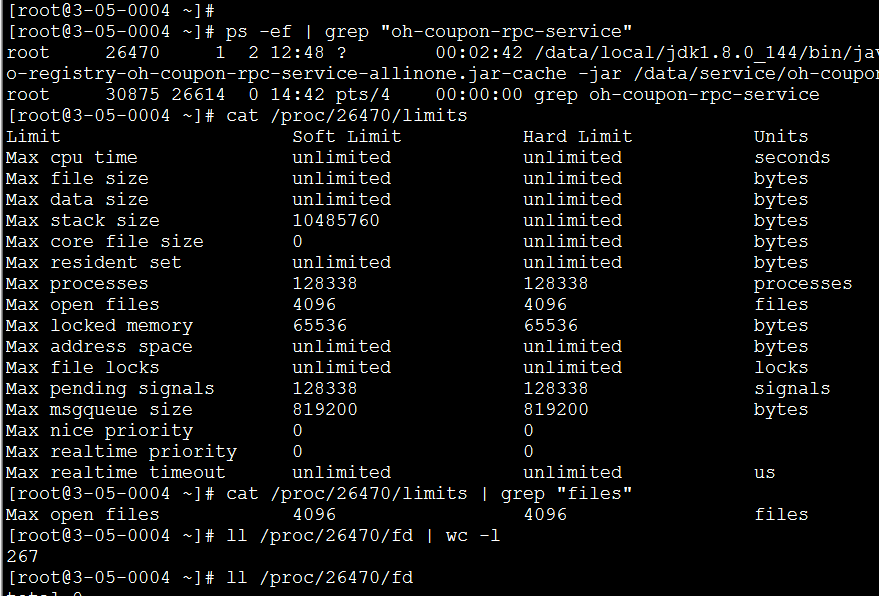 [root@3-05-0004 ~]#
[root@3-05-0004 ~]# ps -ef | grep "oh-coupon-rpc-service"
root     26470     1  2 12:48 ?        00:02:42 /data/local/jdk1.8.0_144/bin/jav
o-registry-oh-coupon-rpc-service-allinone.jar-cache -jar /data/service/oh-coupon
root     30875 26614  0 14:42 pts/4    00:00:00 grep oh-coupon-rpc-service
[root@3-05-0004 ~]# cat /proc/26470/limits
Limit                     Soft Limit           Hard Limit           Units
Max cpu time              unlimited            unlimited            seconds
Max file size             unlimited            unlimited            bytes
Max data size             unlimited            unlimited            bytes
Max stack size            10485760             unlimited            bytes
Max core file size        0                    unlimited            bytes
Max resident set          unlimited            unlimited            bytes
Max processes             128338               128338               processes
Max open files            4096                 4096                 files
Max locked memory         65536                65536                bytes
Max address space         unlimited            unlimited            bytes
Max file locks            unlimited            unlimited            locks
Max pending signals       128338               128338               signals
Max msgqueue size         819200               819200               bytes
Max nice priority         0                    0
Max realtime priority     0                    0
Max realtime timeout      unlimited            unlimited            us
[root@3-05-0004 ~]# cat /proc/26470/limits | grep "files"
Max open files            4096                 4096                 files
[root@3-05-0004 ~]# ll /proc/26470/fd | wc -l
267
[root@3-05-0004 ~]# ll /proc/26470/fd
total 0